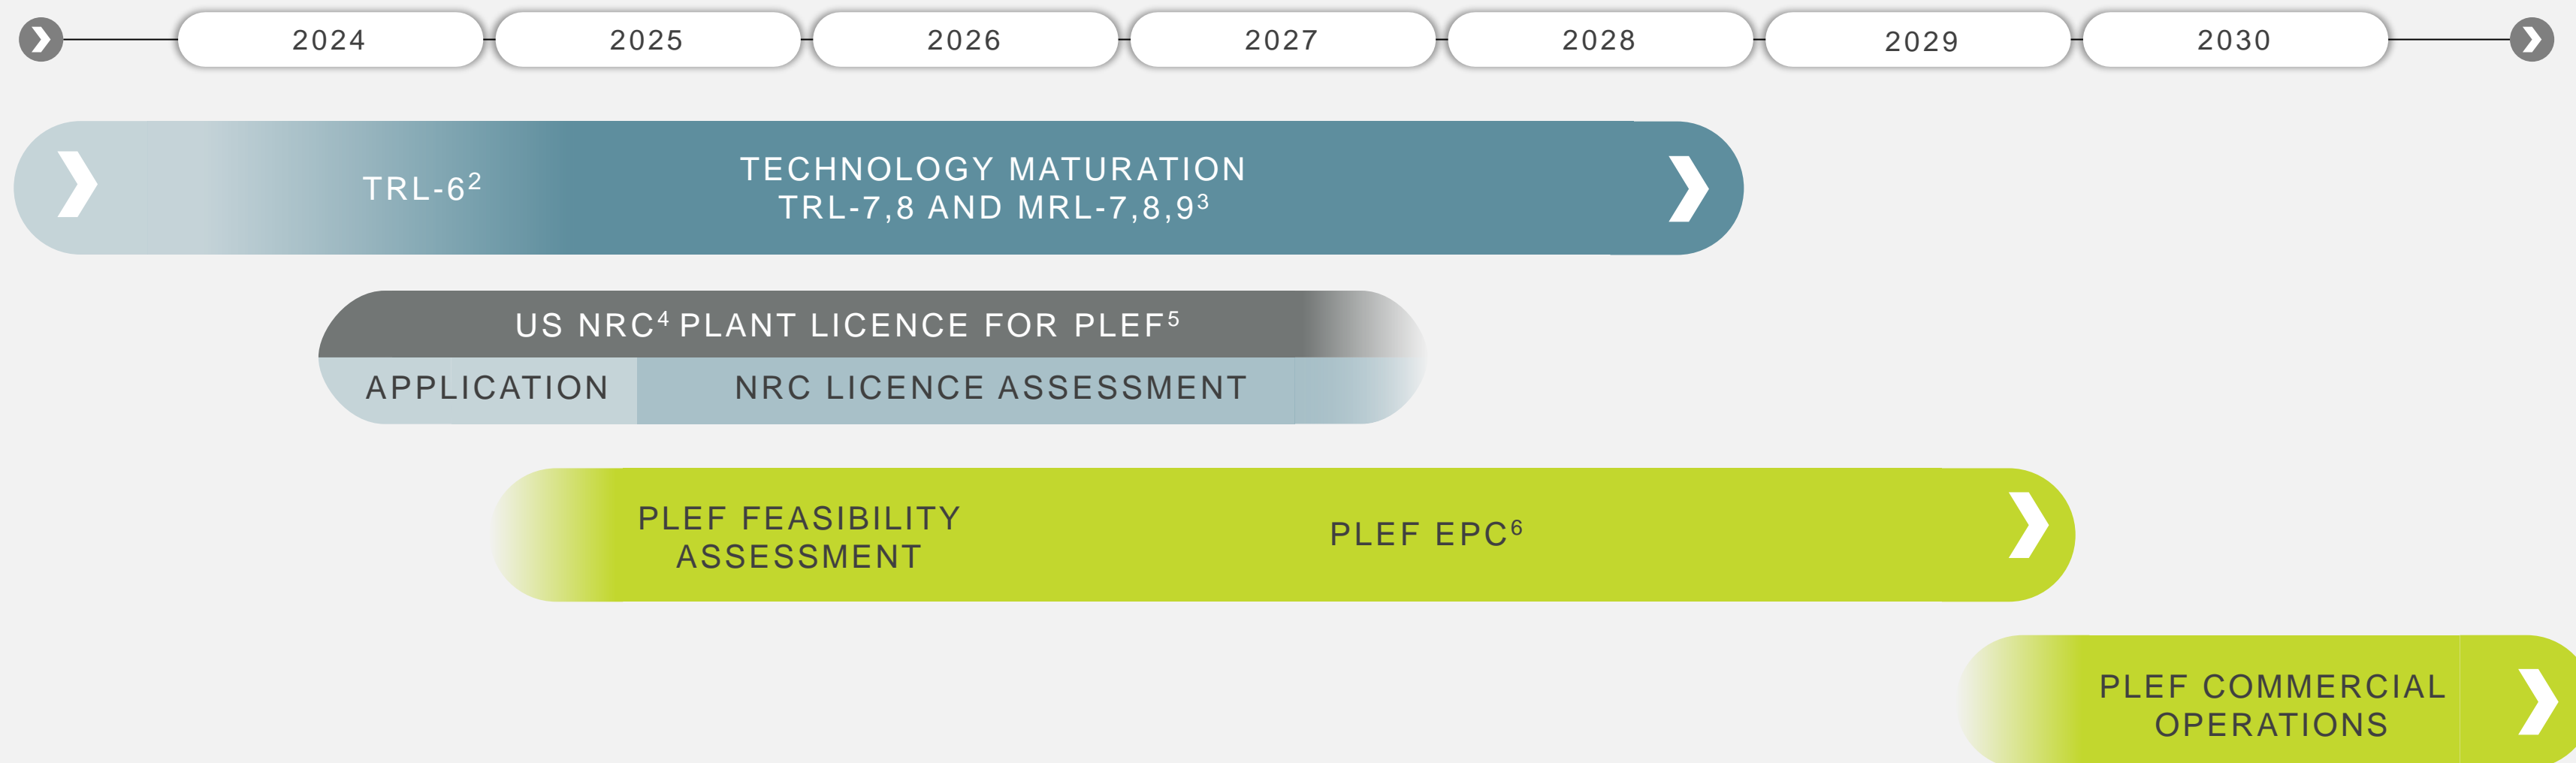 2024 2025 2026 2027 2028 2029 2030
TRL-6²
TECHNOLOGY MATURATION
TRL-7,8 AND MRL-7,8,9³
US NRC⁴ PLANT LICENCE FOR PLEF⁵
APPLICATION
NRC LICENCE ASSESSMENT
PLEF FEASIBILITY
ASSESSMENT
PLEF EPC⁶
PLEF COMMERCIAL
OPERATIONS